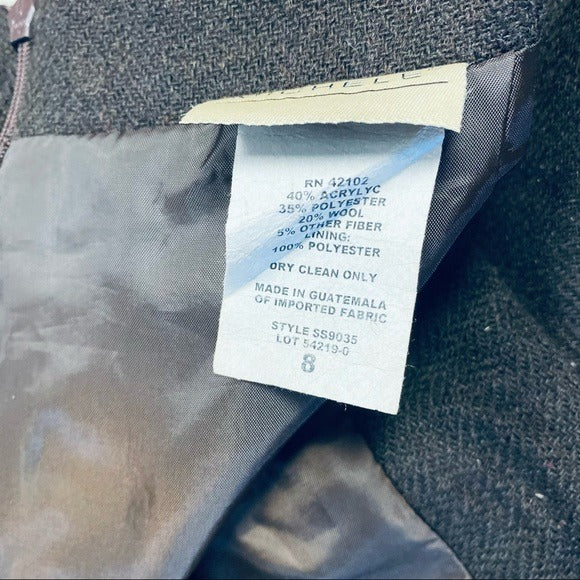 RN 42102
40% ACRYLYC
35% POLYESTER
20% WOOL
5% OTHER FIBER
LINING:
100% POLYESTER
DRY CLEAN ONLY
MADE IN GUATEMALA
OF IMPORTED FABRIC
STYLE SS9035
LOT 54219-0
8